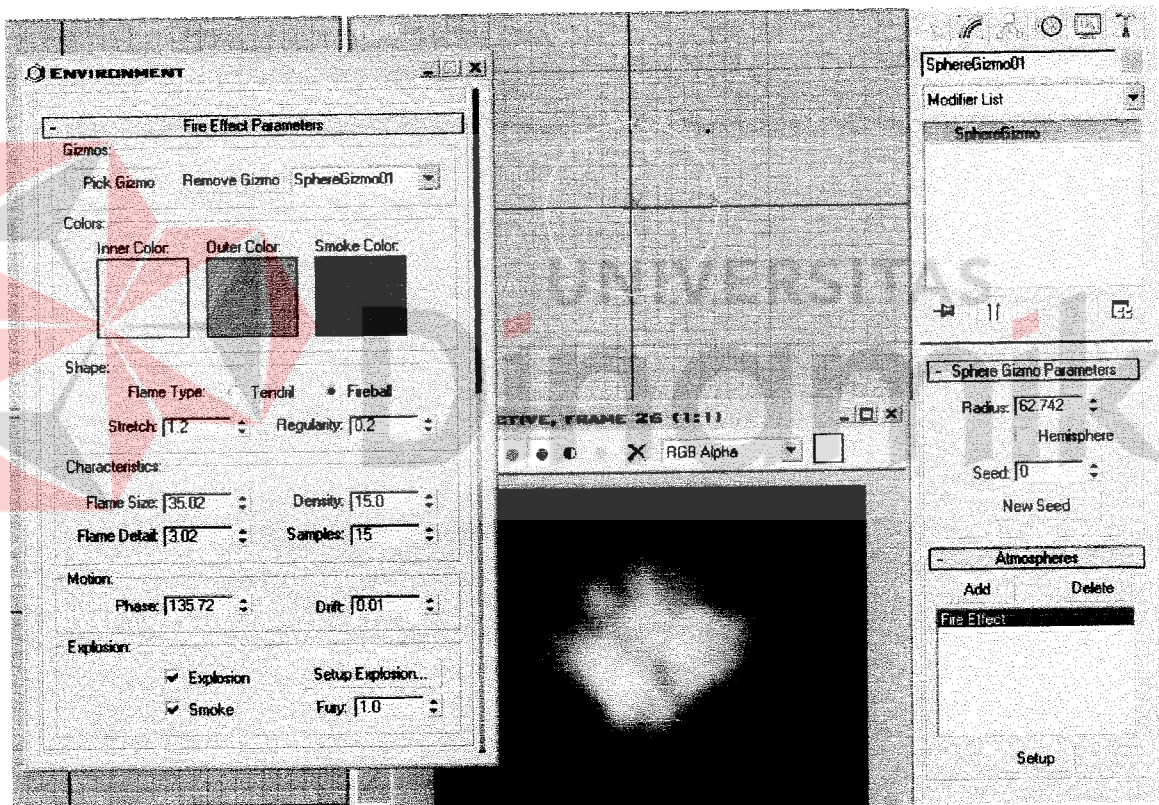 ENVIRONMENT
- Fire Effect Parameters
Gizmos:
Pick Gizmo Remove Gizmo SphereGizmo01
Colors:
Inner Color: Outer Color: Smoke Color:
Shape:
Flame Type: Tendril Fireball
Stretch: 1.2 Regularity: 0.2
Characteristics:
Flame Size: 35.02 Density: 15.0
Flame Detail: 3.02 Samples: 15
Motion:
Phase: 135.72 Drift: 0.01
Explosion:
Explosion Setup Explosion...
Smoke Fury: 1.0
CTIVE, FRAME 26 (1:1)
RGB Alpha
SphereGizmo01
Modifier List
SphereGizmo
- Sphere Gizmo Parameters
Radius: 62.742
Hemisphere
Seed: 0
New Seed
- Atmospheres
Add Delete
Fire Effect
Setup
UNIVERSITAS
Dinamik